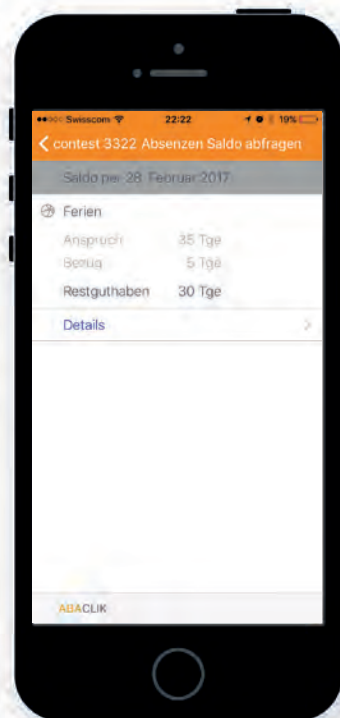 Swisscom 22:22 19%
contest 3322 Absenzen Saldo abfragen
Saldo per 28. Februar 2017
Ferien
Anspruch 35 Tge
Bezug 5 Tge
Restguthaben 30 Tge
Details
ABACLIK